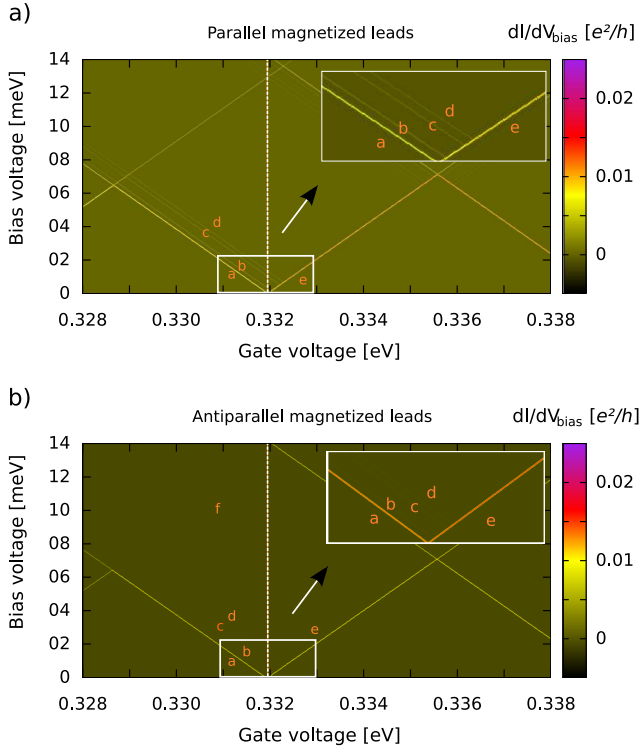 a)
Parallel magnetized leads
dI/dVbias [e²/h]
Bias voltage [meV]
14
12
10
08
06
04
02
0
a
b
c
d
e
c
d
a
b
e
0.02
0.01
0
0.328 0.330 0.332 0.334 0.336 0.338
Gate voltage [eV]
b)
Antiparallel magnetized leads
dI/dVbias [e²/h]
Bias voltage [meV]
14
12
10
08
06
04
02
0
a
b
c
d
e
f
c
d
a
b
e
0.02
0.01
0
0.328 0.330 0.332 0.334 0.336 0.338
Gate voltage [eV]